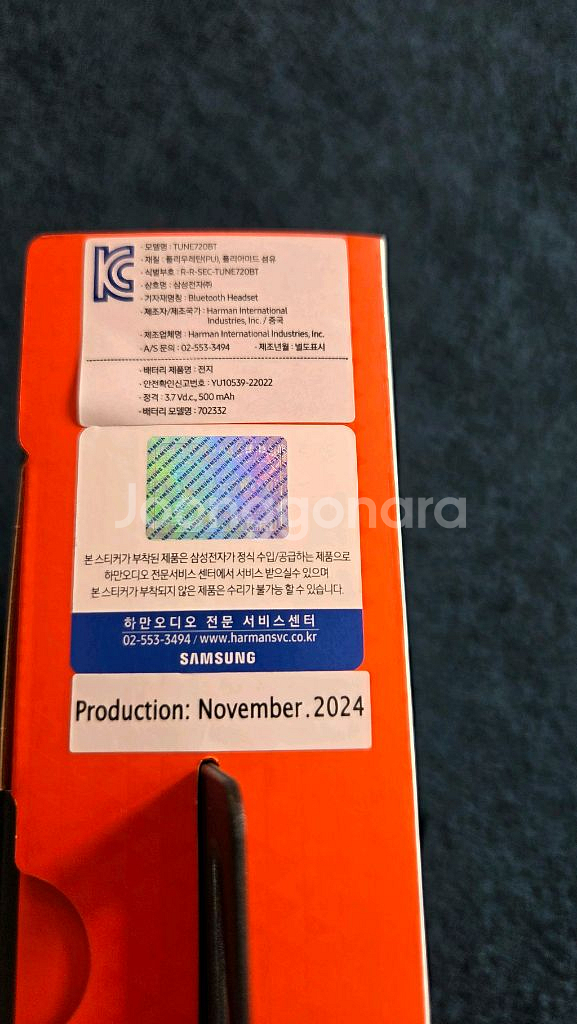 KC
· 모델명 : TUNE720BT
· 재질 : 폴리우레탄(PU), 폴리아미드 섬유
· 식별부호 : R-R-SEC-TUNE720BT
· 상호명 : 삼성전자㈜
· 기자재명칭 : Bluetooth Headset
· 제조자/제조국가 : Harman International
Industries, Inc. / 중국
· 제조업체명 : Harman International Industries, Inc.
· A/S 문의 : 02-553-3494 · 제조년월 : 별도표시
· 배터리 제품명 : 전지
· 안전확인신고번호 : YU10539-22022
· 정격 : 3.7 Vd.c., 500 mAh
· 배터리 모델명 : 702332
SAMSUNG
Joongonara
본 스티커가 부착된 제품은 삼성전자가 정식 수입/공급하는 제품으로
하만오디오 전문서비스 센터에서 서비스 받으실수 있으며
본 스티커가 부착되지 않은 제품은 수리가 불가능 할 수 있습니다.
하만오디오 전문 서비스센터
02-553-3494 / www.harmansvc.co.kr
SAMSUNG
Production: November.2024